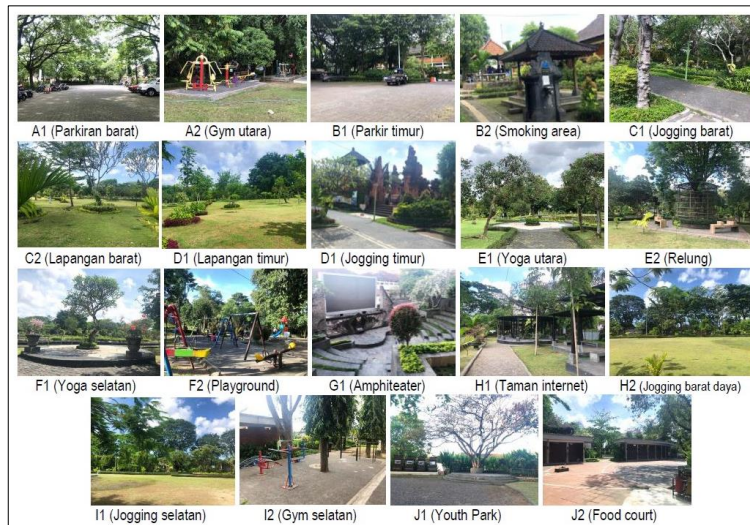 A1 (Parkiran barat)
A2 (Gym utara)
B1 (Parkir timur)
B2 (Smoking area)
C1 (Jogging barat)
C2 (Lapangan barat)
D1 (Lapangan timur)
D1 (Jogging timur)
E1 (Yoga utara)
E2 (Relung)
F1 (Yoga selatan)
F2 (Playground)
G1 (Amphiteater)
H1 (Taman internet)
H2 (Jogging barat daya)
I1 (Jogging selatan)
I2 (Gym selatan)
J1 (Youth Park)
J2 (Food court)